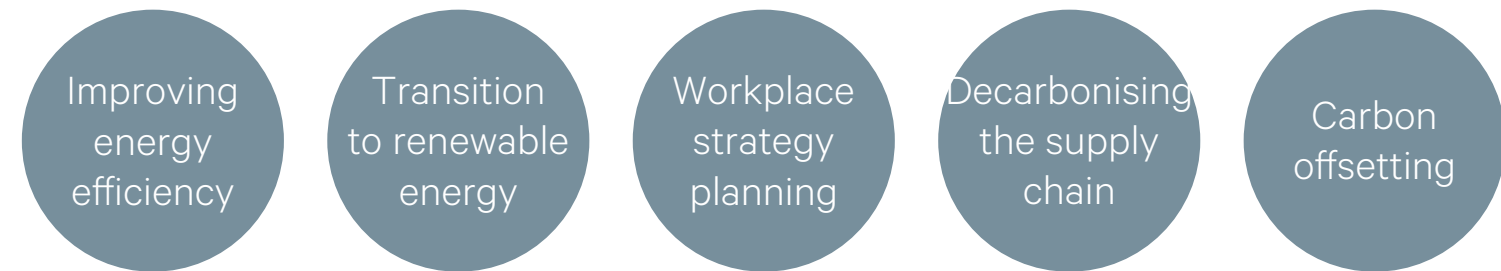 Improving
energy
efficiency
Transition
to renewable
energy
Workplace
strategy
planning
Decarbonising
the supply
chain
Carbon
offsetting